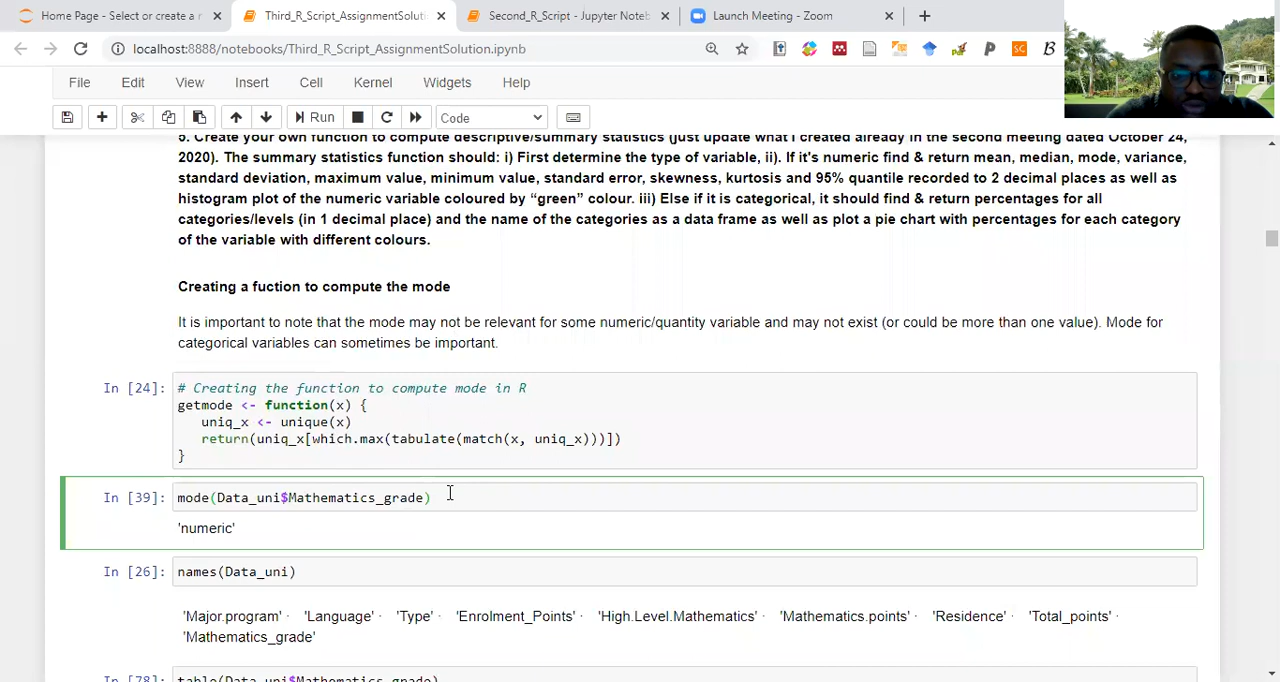 Home Page - Select or create a n
Third_R_Script_AssignmentSolutio
Second_R_Script - Jupyter Noteb
Launch Meeting - Zoom
localhost:8888/notebooks/Third_R_Script_AssignmentSolution.ipynb
File Edit View Insert Cell Kernel Widgets Help
Run Code
5. Create your own function to compute descriptive/summary statistics (just update what I created already in the second meeting dated October 24,
2020). The summary statistics function should: i) First determine the type of variable, ii). If it's numeric find & return mean, median, mode, variance,
standard deviation, maximum value, minimum value, standard error, skewness, kurtosis and 95% quantile recorded to 2 decimal places as well as
histogram plot of the numeric variable coloured by “green” colour. iii) Else if it is categorical, it should find & return percentages for all
categories/levels (in 1 decimal place) and the name of the categories as a data frame as well as plot a pie chart with percentages for each category
of the variable with different colours.
Creating a fuction to compute the mode
It is important to note that the mode may not be relevant for some numeric/quantity variable and may not exist (or could be more than one value). Mode for
categorical variables can sometimes be important.
In [24]: # Creating the function to compute mode in R
getmode <- function(x) {
uniq_x <- unique(x)
return(uniq_x[which.max(tabulate(match(x, uniq_x)))])
}
In [39]: mode(Data_uni$Mathematics_grade)
'numeric'
In [26]: names(Data_uni)
'Major.program' · 'Language' · 'Type' · 'Enrolment_Points' · 'High.Level.Mathematics' · 'Mathematics.points' · 'Residence' · 'Total_points' ·
'Mathematics_grade'
In [78]: table(Data_uni$Mathematics_grade)